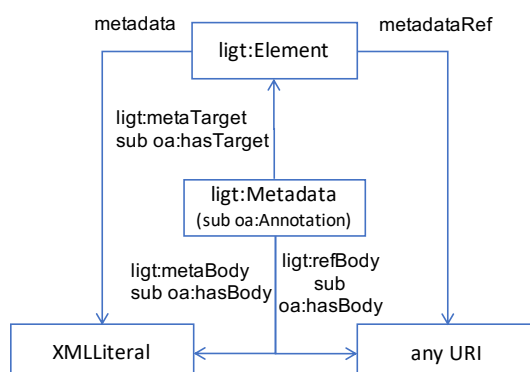 metadata
ligt:Element
metadataRef
ligt:metaTarget
sub oa:hasTarget
ligt:Metadata
(sub oa:Annotation)
ligt:metaBody
sub oa:hasBody
ligt:refBody
sub
oa:hasBody
XMLLiteral
any URI